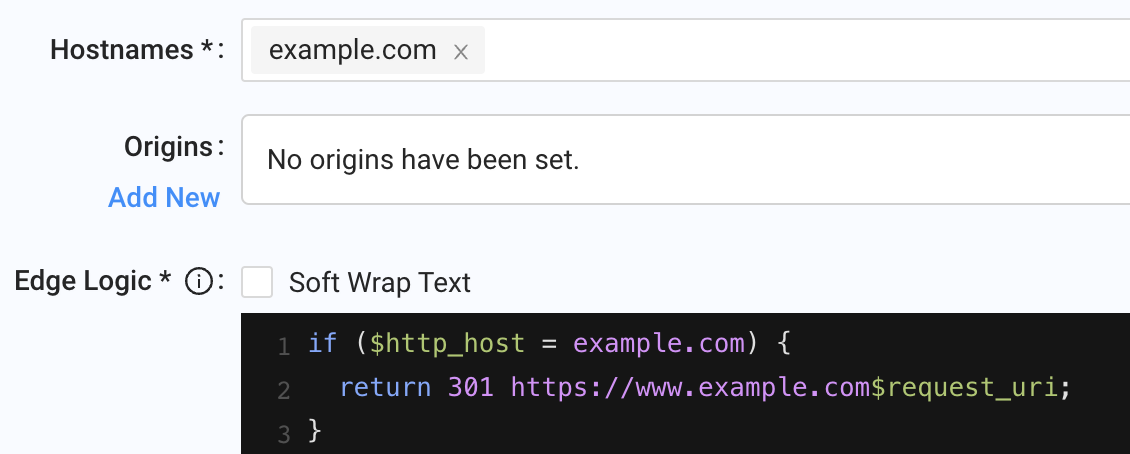 Hostnames *: example.com ×
Origins: No origins have been set.
Add New
Edge Logic * ⓘ: Soft Wrap Text
1 if ($http_host = example.com) {
2 return 301 https://www.example.com$request_uri;
3 }